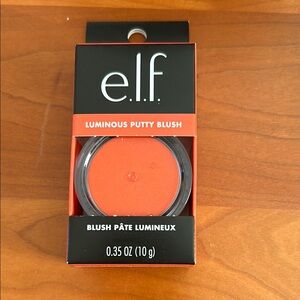 e.l.f.
LUMINOUS PUTTY BLUSH
BLUSH PÂTE LUMINEUX
0.35 OZ (10 g)